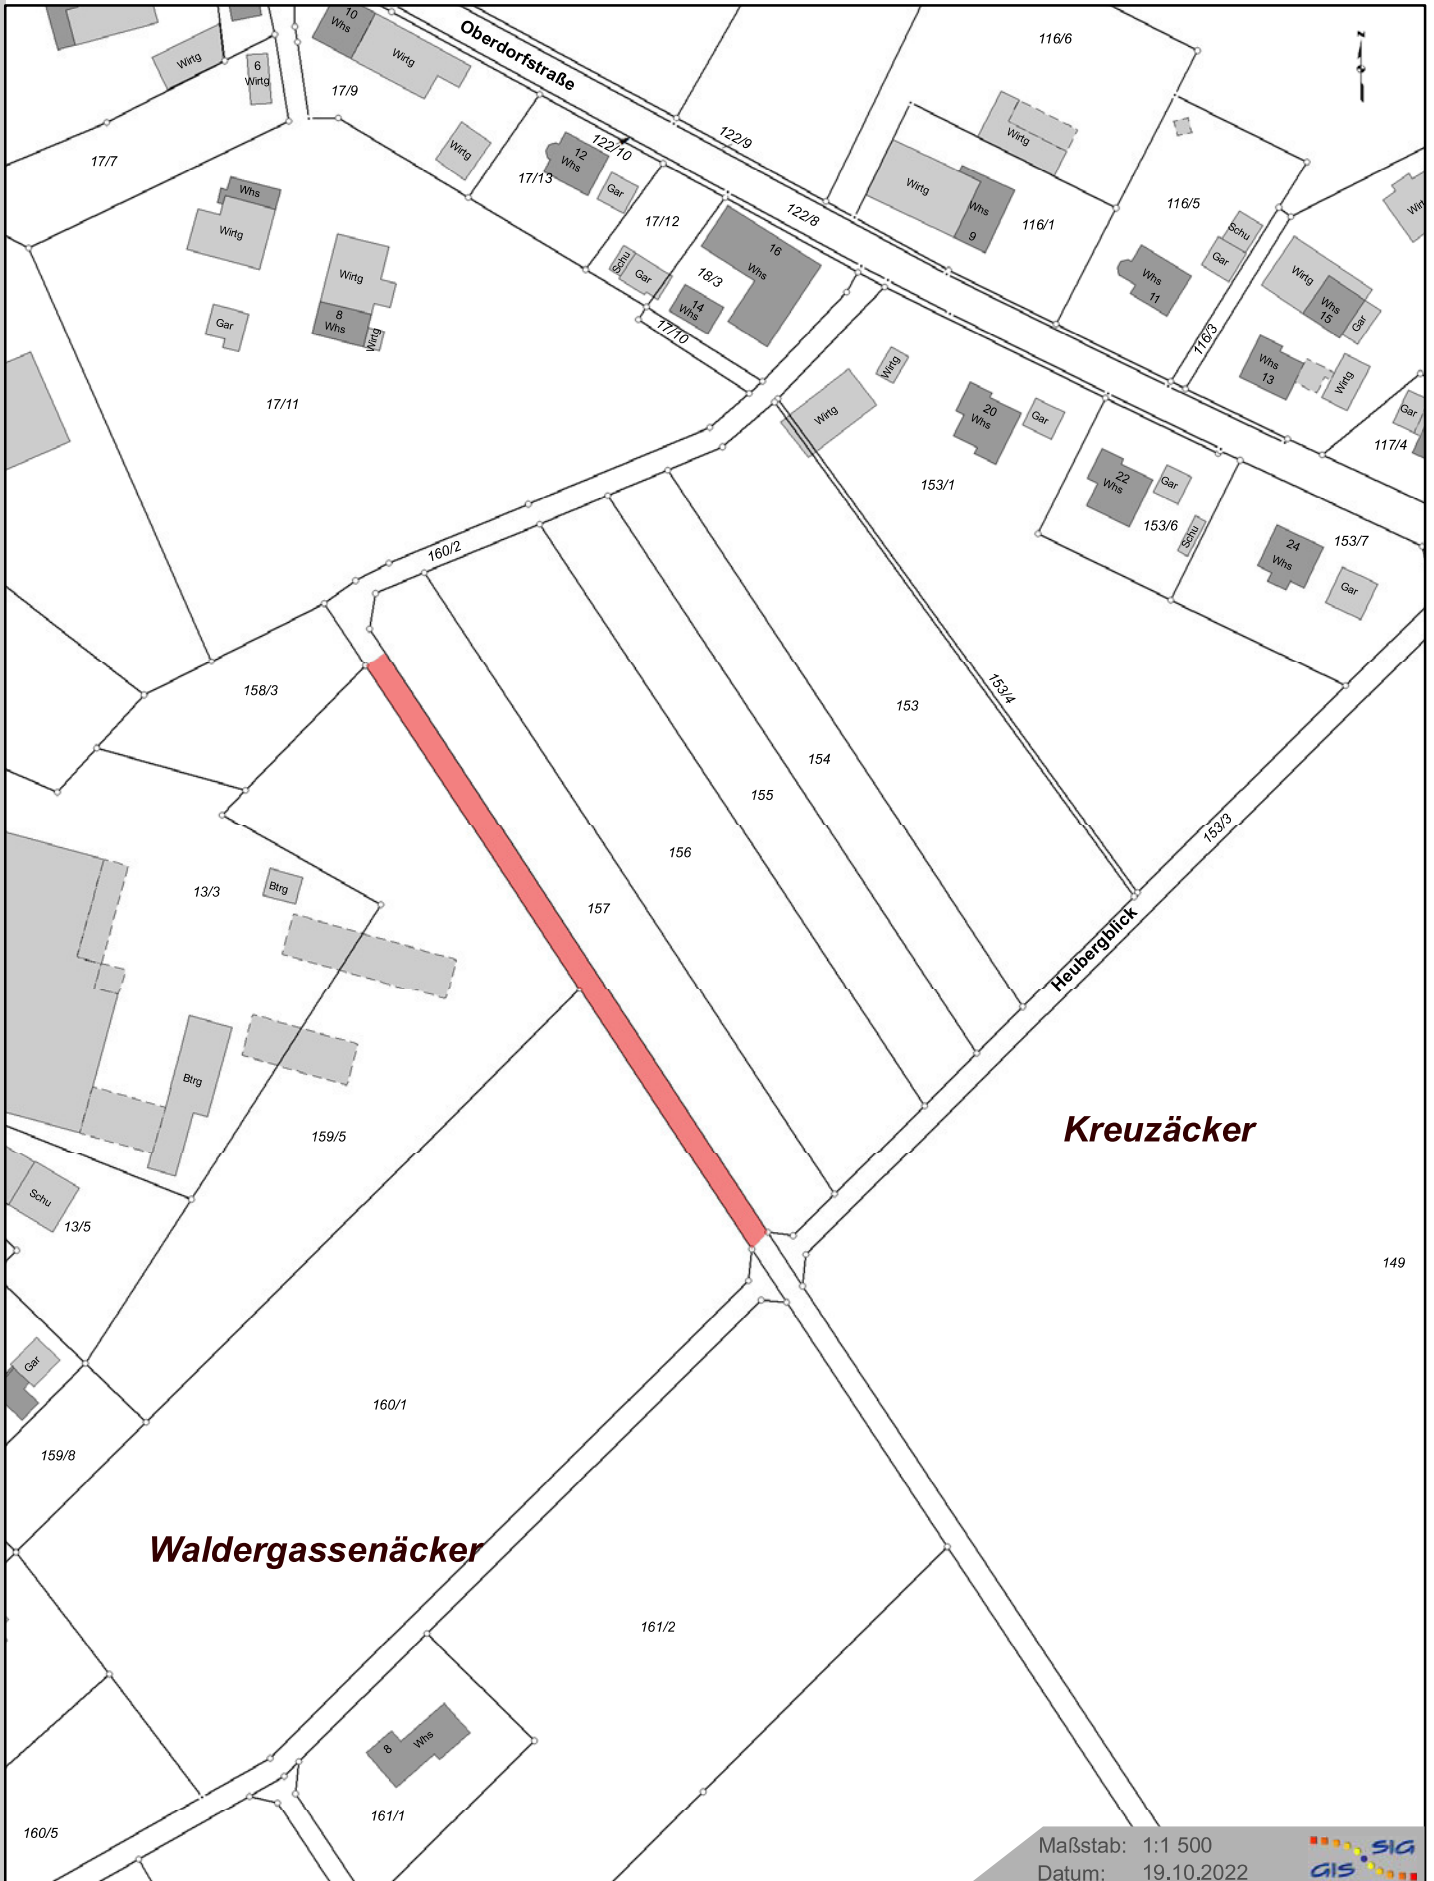 10
Whs
Wirtg
Oberdorfstraße
116/6
N
Wirtg
6
Wirtg
17/9
Wirtg
12
Whs
122/10
122/9
Wirtg
17/7
17/13
Gar
Whs
Wirtg
17/12
122/8
Wirtg
Whs
9
116/1
116/5
Schu
Gar
Wirtg
Schu
Gar
18/3
16
Whs
14
Whs
17/10
Whs
11
Wirtg
Whs
15
Gar
Wirtg
8
Whs
Wirtg
Gar
116/3
Whs
13
Wirtg
17/11
Wirtg
Wirtg
20
Whs
Gar
Gar
117/4
153/1
22
Whs
Gar
153/6
Schu
24
Whs
153/7
Gar
160/2
158/3
153/4
153
154
155
156
157
153/3
Heubergblick
13/3
Btrg
Btrg
159/5
Kreuzäcker
Schu
13/5
149
Gar
160/1
159/8
Waldergassenäcker
161/2
8
Whs
161/1
160/5
Maßstab: 1:1 500
Datum: 19.10.2022
SIG
GIS